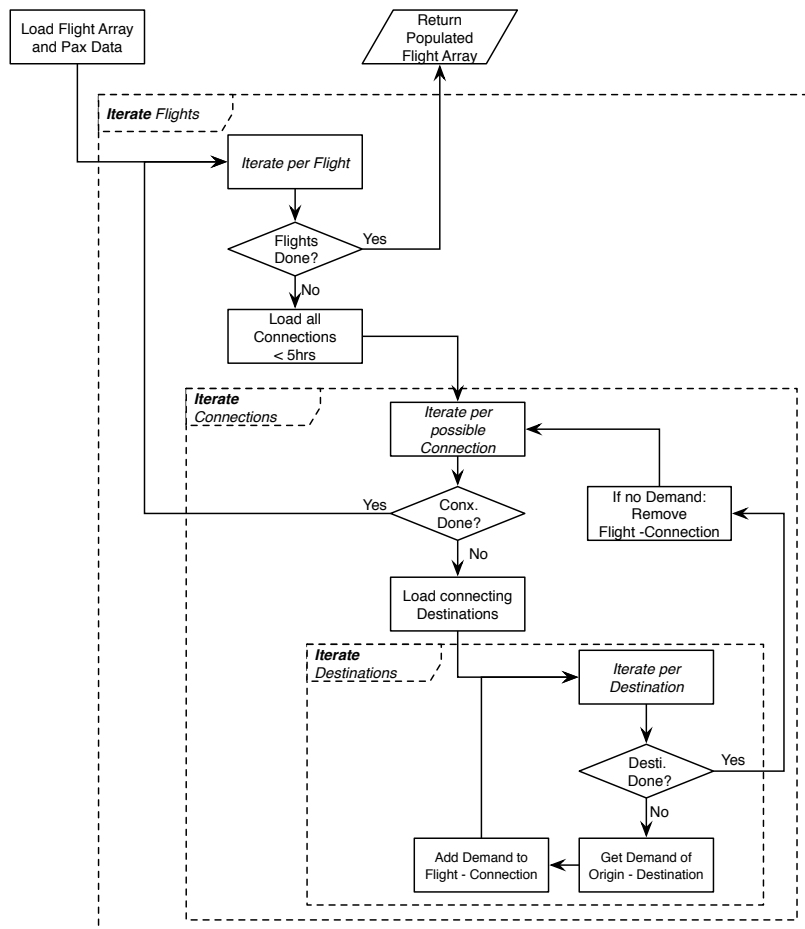 Load Flight Array
and Pax Data
Return
Populated
Flight Array
Iterate Flights
Iterate per Flight
Flights
Done?
Yes
No
Load all
Connections
< 5hrs
Iterate
Connections
Iterate per
possible
Connection
Yes
Conx.
Done?
If no Demand:
Remove
Flight -Connection
No
Load connecting
Destinations
Iterate
Destinations
Iterate per
Destination
Desti.
Done?
Yes
No
Add Demand to
Flight - Connection
Get Demand of
Origin - Destination